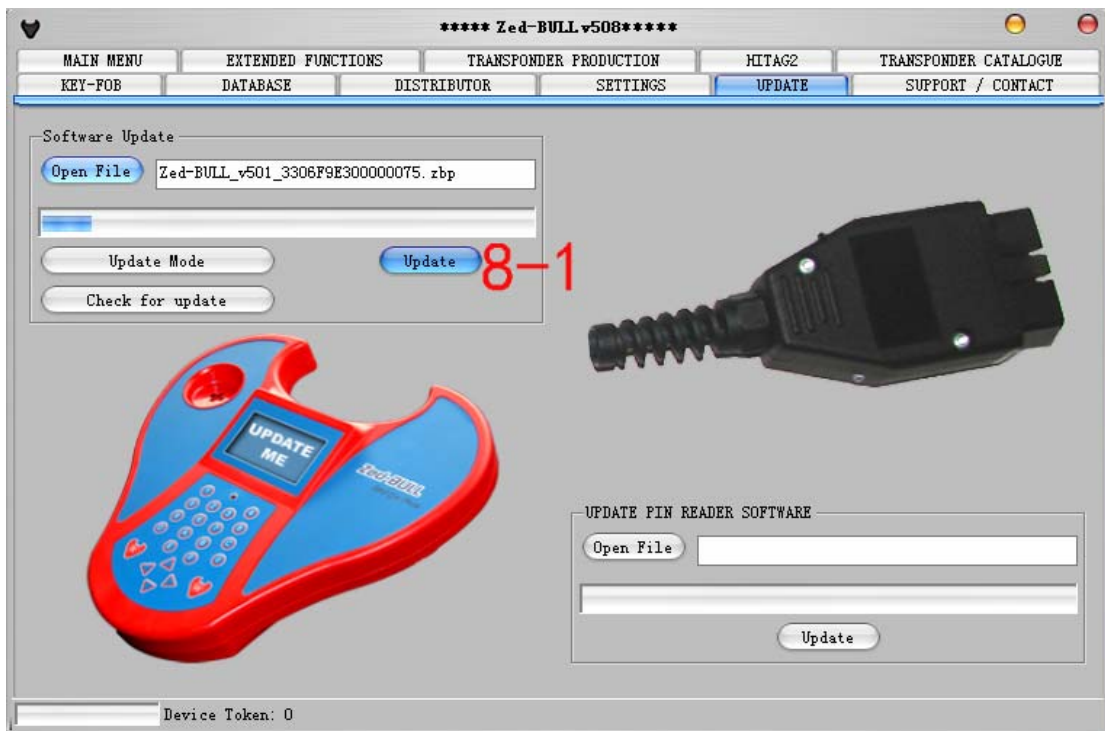 ***** Zed-BULL v508*****
MAIN MENU EXTENDED FUNCTIONS TRANSPONDER PRODUCTION HITAG2 TRANSPONDER CATALOGUE
KEY-FOB DATABASE DISTRIBUTOR SETTINGS UPDATE SUPPORT / CONTACT
Software Update
Open File Zed-BULL_v501_3306F9E300000075.zbp
Update Mode Update 8-1
Check for update
UPDATE
ME
Zed-BULL
UPDATE PIN READER SOFTWARE
Open File
Update
Device Token: 0